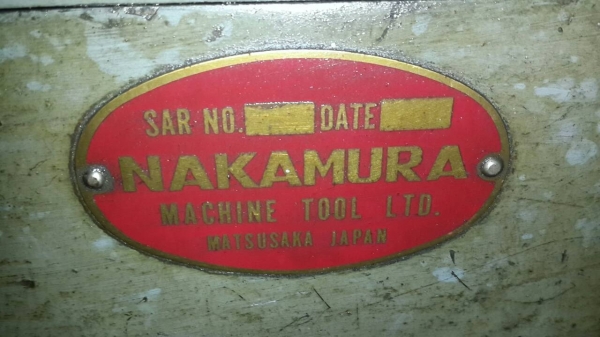 SAR NO. DATE
NAKAMURA
MACHINE TOOL LTD.
MATSUSAKA JAPAN